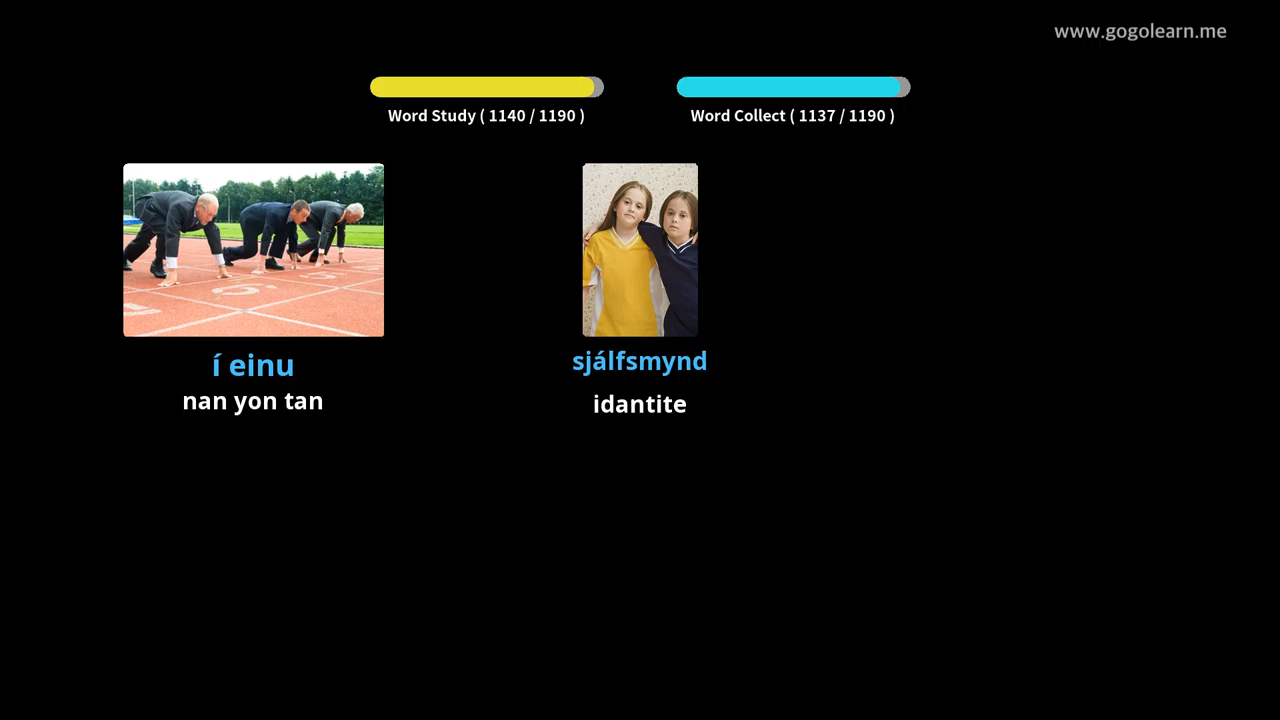 www.gogolearn.me
Word Study ( 1140 / 1190 )
Word Collect ( 1137 / 1190 )
í einu
nan yon tan
sjálfsmynd
idantite